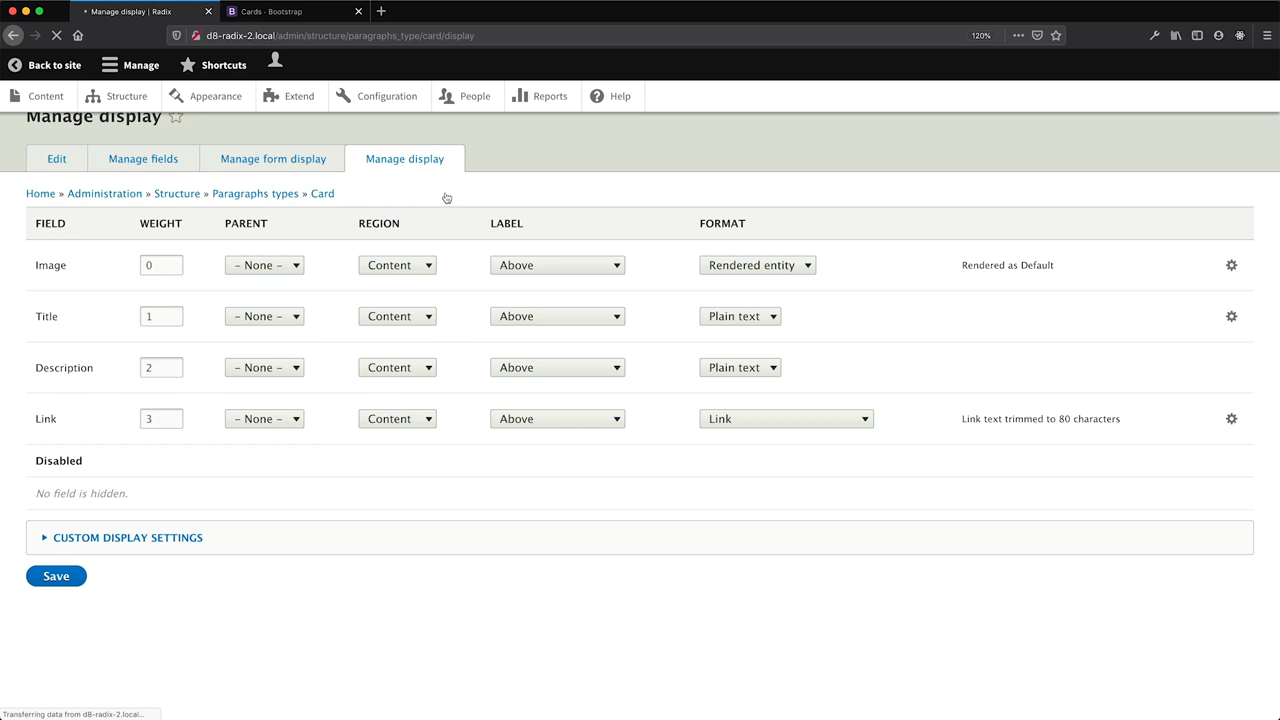 Manage display | Radix
Cards · Bootstrap
d8-radix-2.local/admin/structure/paragraphs_type/card/display
120%
Back to site
Manage
Shortcuts
Content
Structure
Appearance
Extend
Configuration
People
Reports
Help
Manage display
Edit
Manage fields
Manage form display
Manage display
Home » Administration » Structure » Paragraphs types » Card
FIELD WEIGHT PARENT REGION LABEL FORMAT
Image 0 - None - Content Above Rendered entity Rendered as Default
Title 1 - None - Content Above Plain text
Description 2 - None - Content Above Plain text
Link 3 - None - Content Above Link Link text trimmed to 80 characters
Disabled
No field is hidden.
CUSTOM DISPLAY SETTINGS
Save
Transferring data from d8-radix-2.local...